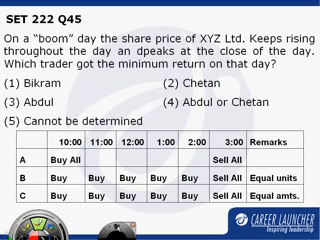 SET 222 Q45
On a “boom” day the share price of XYZ Ltd. Keeps rising
throughout the day an dpeaks at the close of the day.
Which trader got the minimum return on that day?
(1) Bikram (2) Chetan
(3) Abdul (4) Abdul or Chetan
(5) Cannot be determined
10:00 11:00 12:00 1:00 2:00 3:00 Remarks
A Buy All Sell All
B Buy Buy Buy Buy Buy Sell All Equal units
C Buy Buy Buy Buy Buy Sell All Equal amts.
CAREER LAUNCHER
Inspiring leadership